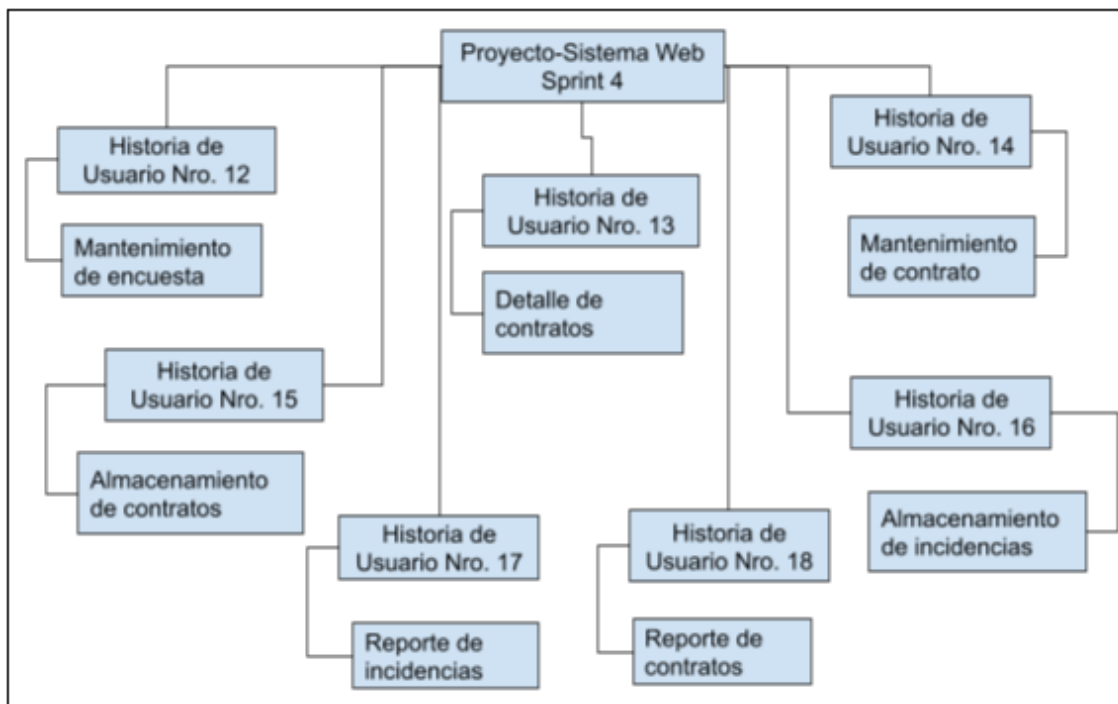 Proyecto-Sistema Web
Sprint 4
Historia de
Usuario Nro. 12
Mantenimiento
de encuesta
Historia de
Usuario Nro. 13
Detalle de
contratos
Historia de
Usuario Nro. 14
Mantenimiento
de contrato
Historia de
Usuario Nro. 15
Almacenamiento
de contratos
Historia de
Usuario Nro. 16
Almacenamiento
de incidencias
Historia de
Usuario Nro. 17
Reporte de
incidencias
Historia de
Usuario Nro. 18
Reporte de
contratos